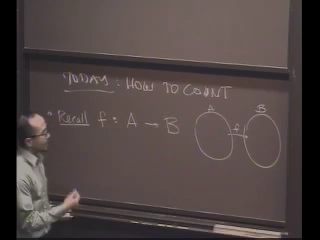 TODAY: HOW TO COUNT
• Recall f : A → B
A B
f